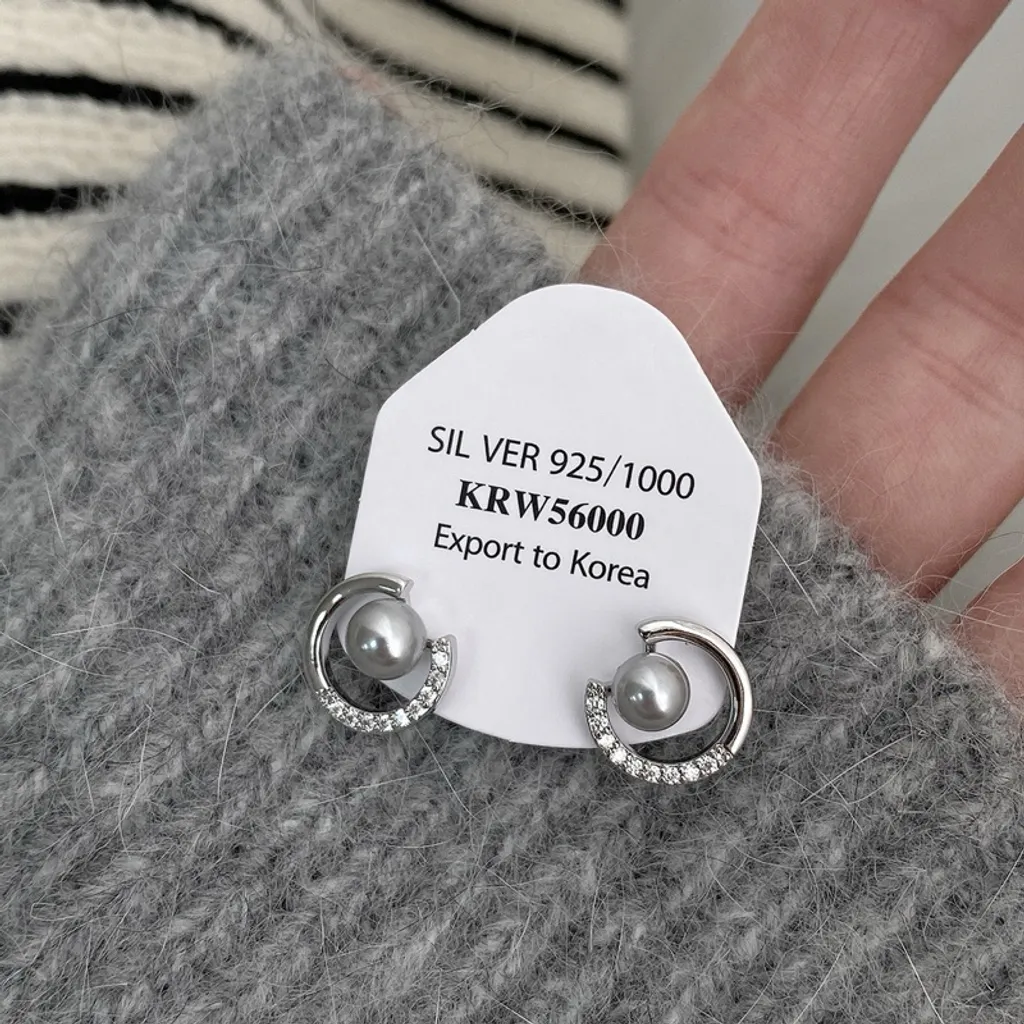 SIL VER 925/1000
KRW56000
Export to Korea